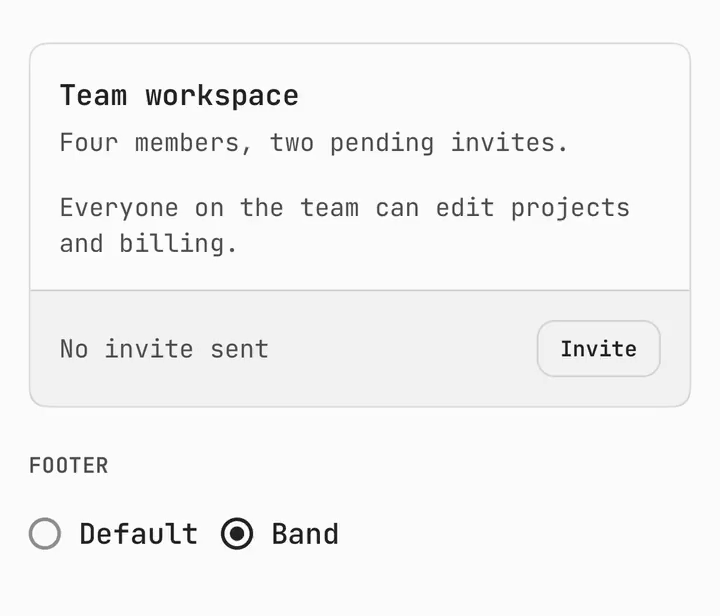 Team workspace
Four members, two pending invites.
Everyone on the team can edit projects
and billing.
No invite sent
Invite
FOOTER
Default
Band